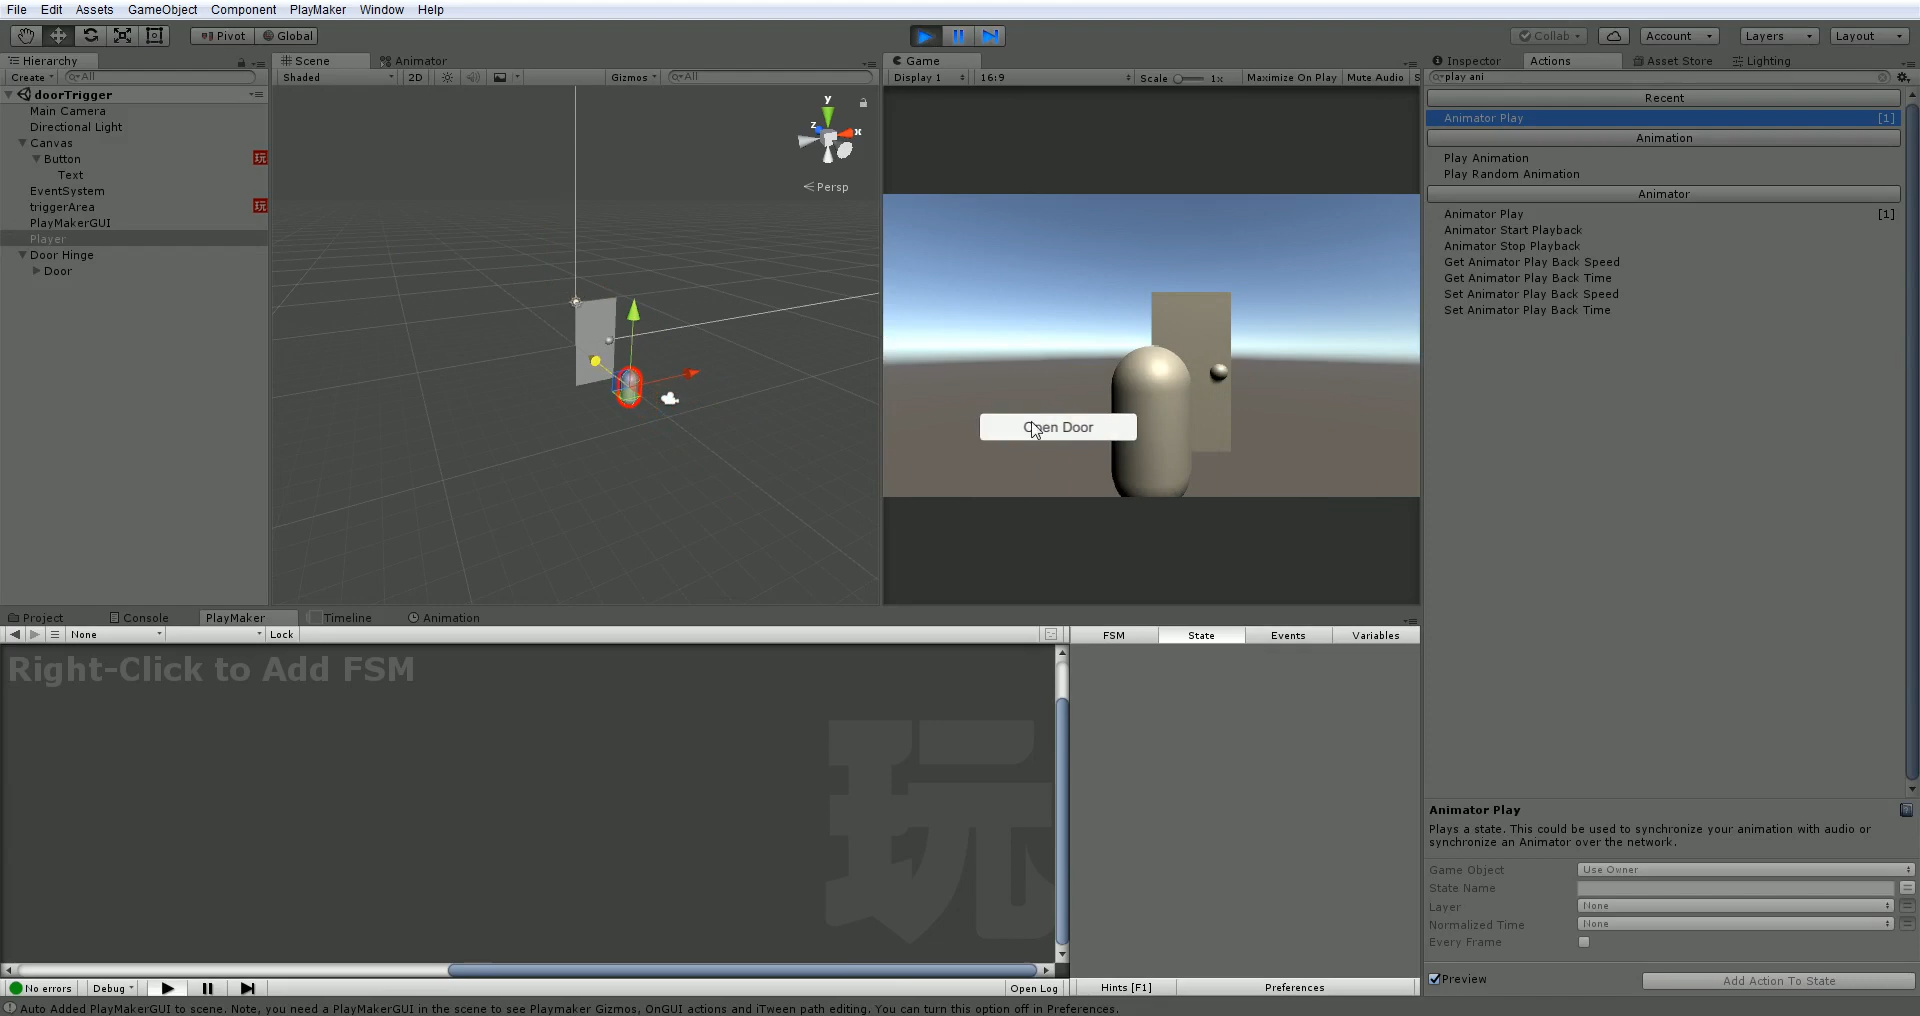 File Edit Assets GameObject Component PlayMaker Window Help
Pivot Global Collab Account Layers Layout
Hierarchy Scene Animator Game Inspector Actions Asset Store Lighting
Create All Shaded 2D Gizmos All Display 1 16:9 Scale 1x Maximize On Play Mute Audio S play ani
doorTrigger
Main Camera
Directional Light
Canvas
Button 玩
Text
EventSystem
triggerArea 玩
PlayMakerGUI
Player
Door Hinge
Door
y
z x
Persp
Open Door
Recent
Animator Play [1]
Animation
Play Animation
Play Random Animation
Animator
Animator Play [1]
Animator Start Playback
Animator Stop Playback
Get Animator Play Back Speed
Get Animator Play Back Time
Set Animator Play Back Speed
Set Animator Play Back Time
Project Console PlayMaker Timeline Animation
None Lock FSM State Events Variables
Right-Click to Add FSM
玩
Animator Play
Plays a state. This could be used to synchronize your animation with audio or
synchronize an Animator over the network.
Game Object Use Owner
State Name
Layer None
Normalized Time None
Every Frame
Preview Add Action To State
No errors Debug Open Log Hints [F1] Preferences
Auto Added PlayMakerGUI to scene. Note, you need a PlayMakerGUI in the scene to see Playmaker Gizmos, OnGUI actions and iTween path editing. You can turn this option off in Preferences.